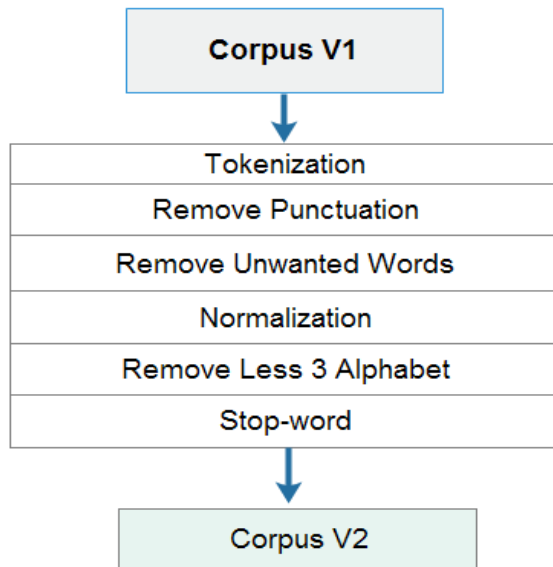 Corpus V1
Tokenization
Remove Punctuation
Remove Unwanted Words
Normalization
Remove Less 3 Alphabet
Stop-word
Corpus V2